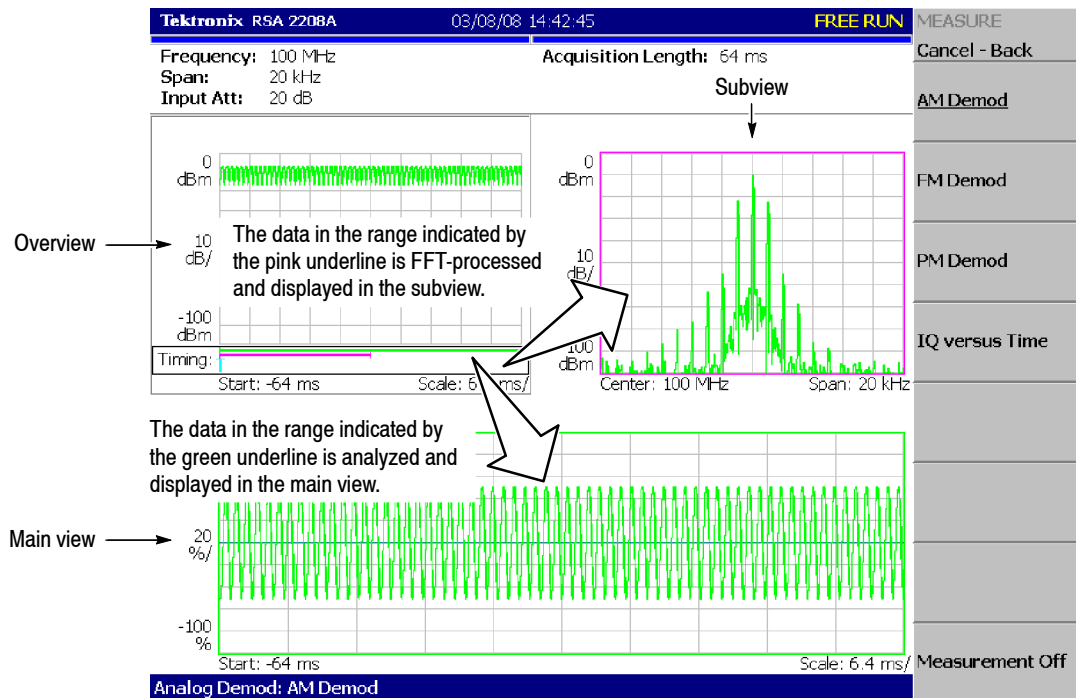 Tektronix RSA 2208A 03/08/08 14:42:45 FREE RUN
MEASURE
Cancel - Back
Frequency: 100 MHz
Acquisition Length: 64 ms
Span: 20 kHz
Input Att: 20 dB
Subview
AM Demod
FM Demod
PM Demod
IQ versus Time
Measurement Off
Overview
0
dBm
10
dB/
-100
dBm
The data in the range indicated by
the pink underline is FFT-processed
and displayed in the subview.
Timing:
Start: -64 ms
Scale: 6 ms/
0
dBm
10
dB/
100
dBm
Center: 100 MHz
Span: 20 kHz
The data in the range indicated by
the green underline is analyzed and
displayed in the main view.
Main view
20
%/
-100
%
Start: -64 ms
Scale: 6.4 ms/
Analog Demod: AM Demod